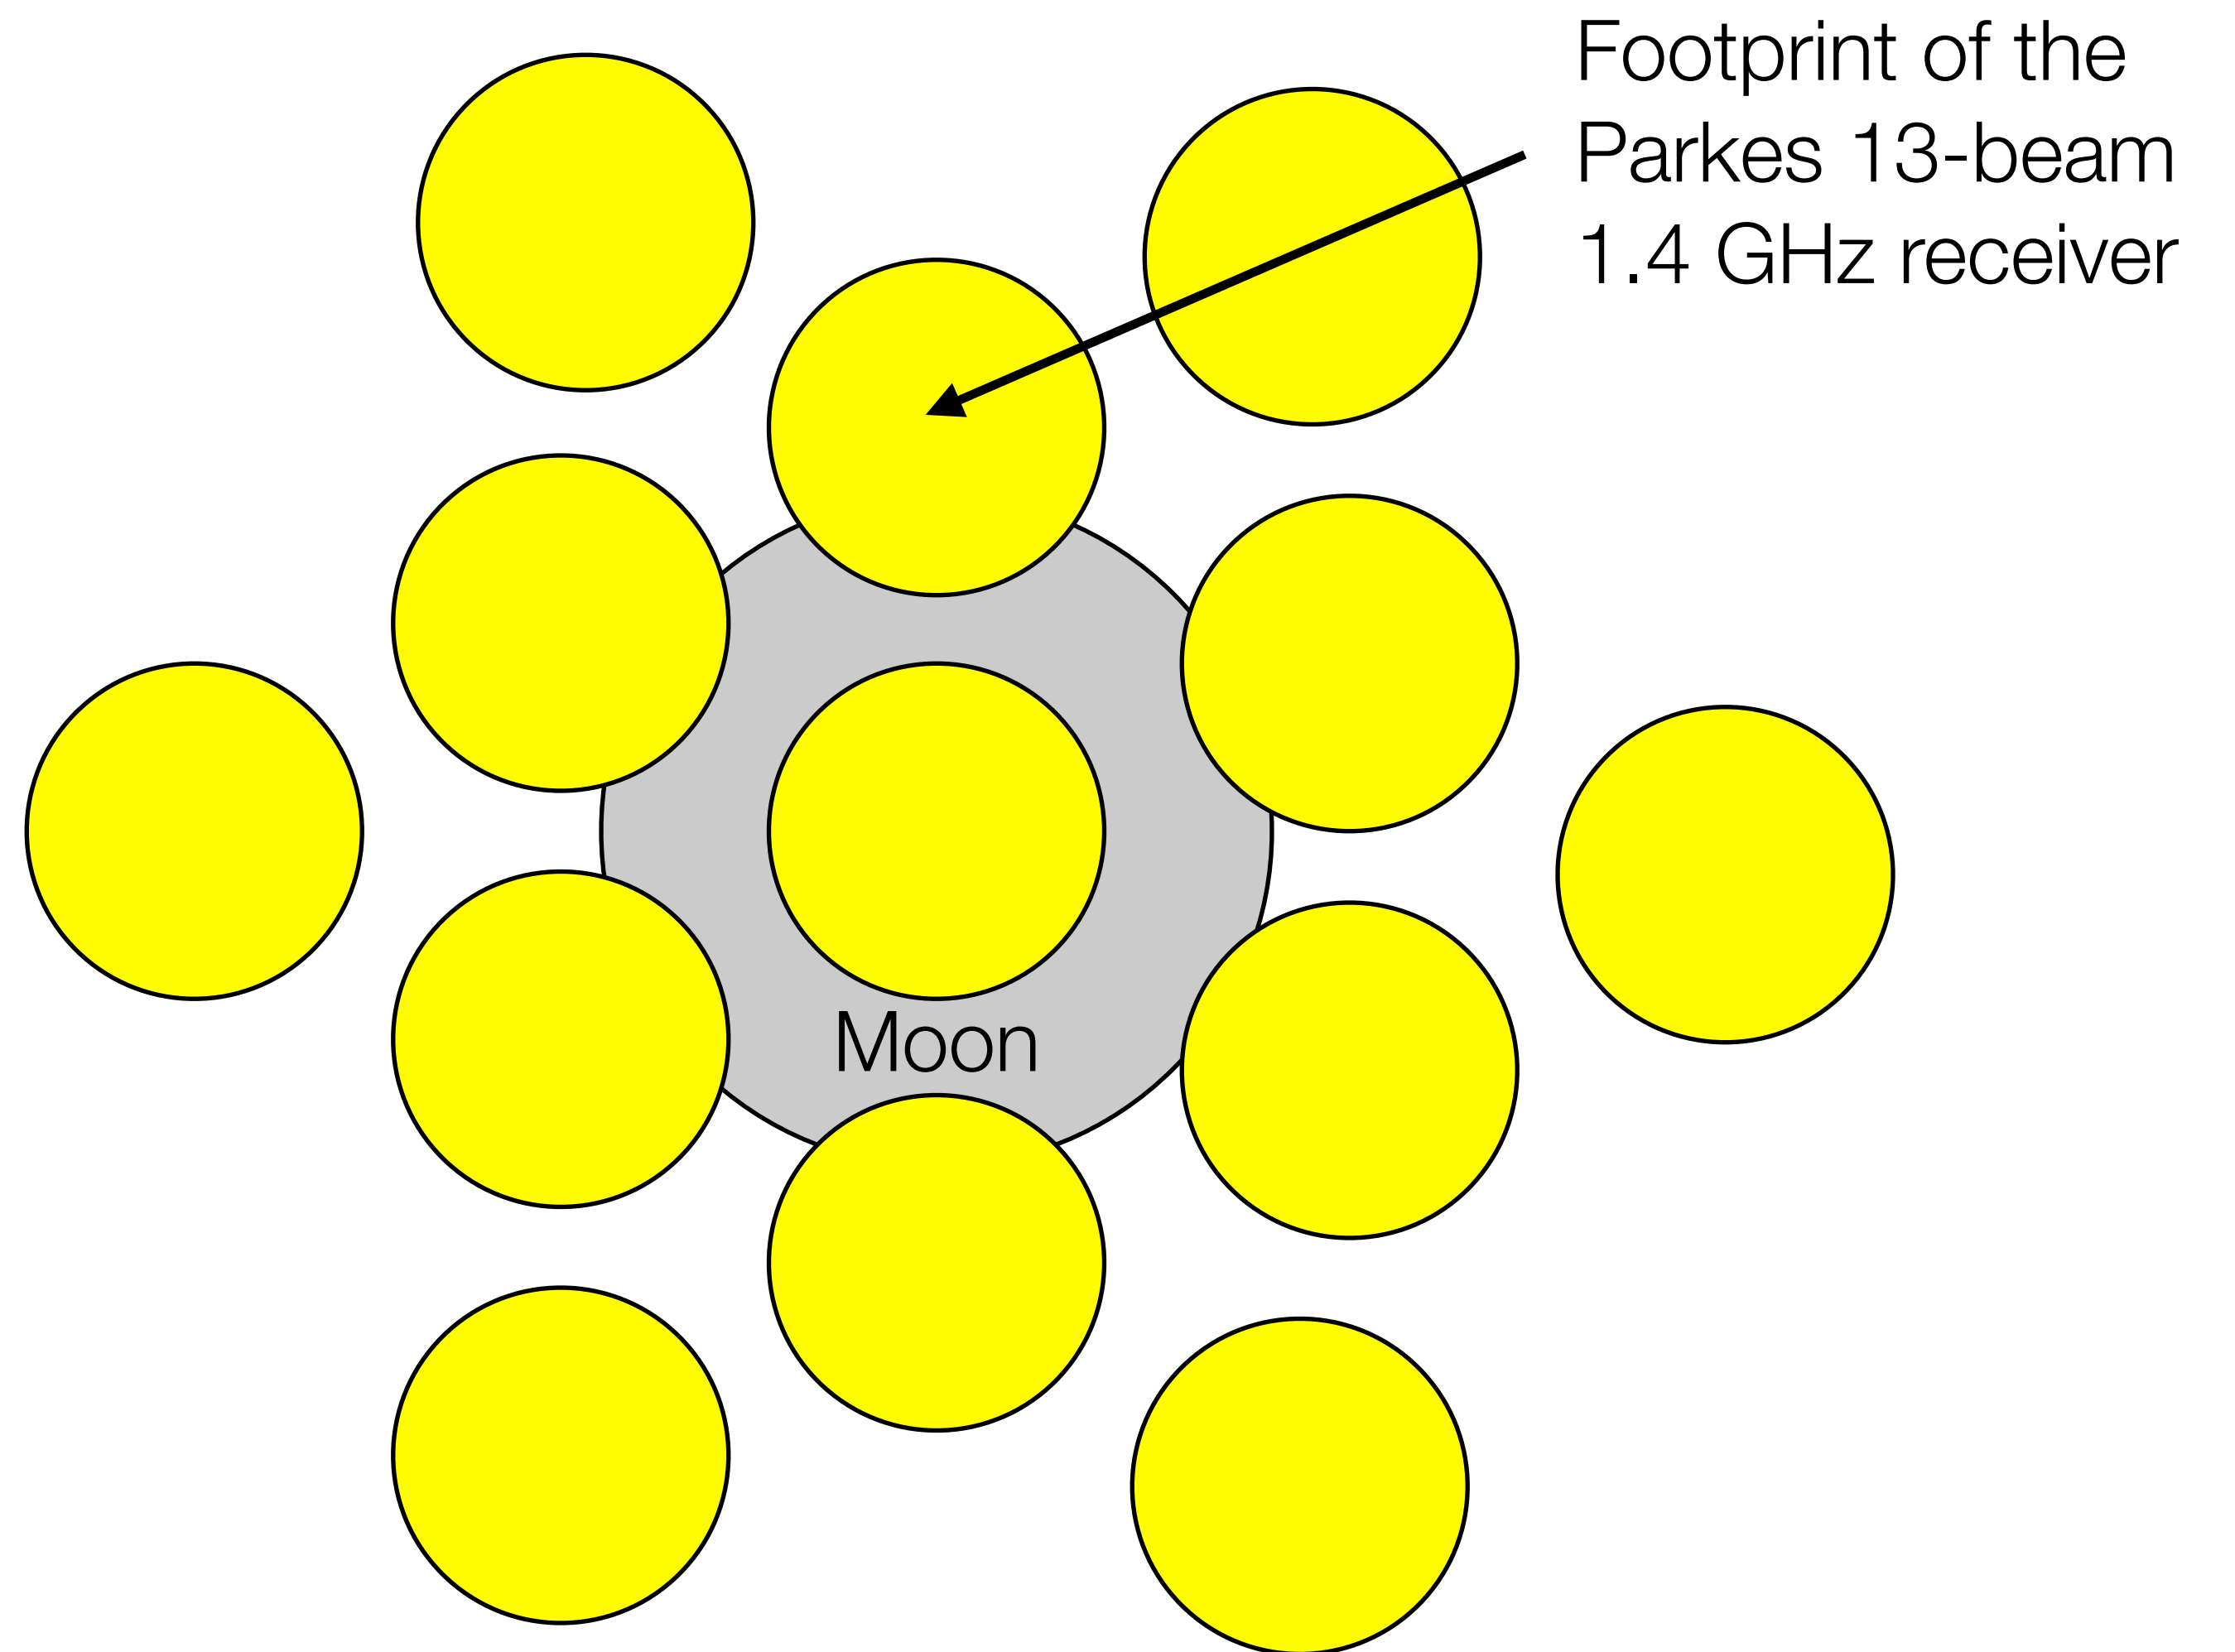 Footprint of the
Parkes 13-beam
1.4 GHz receiver
Moon